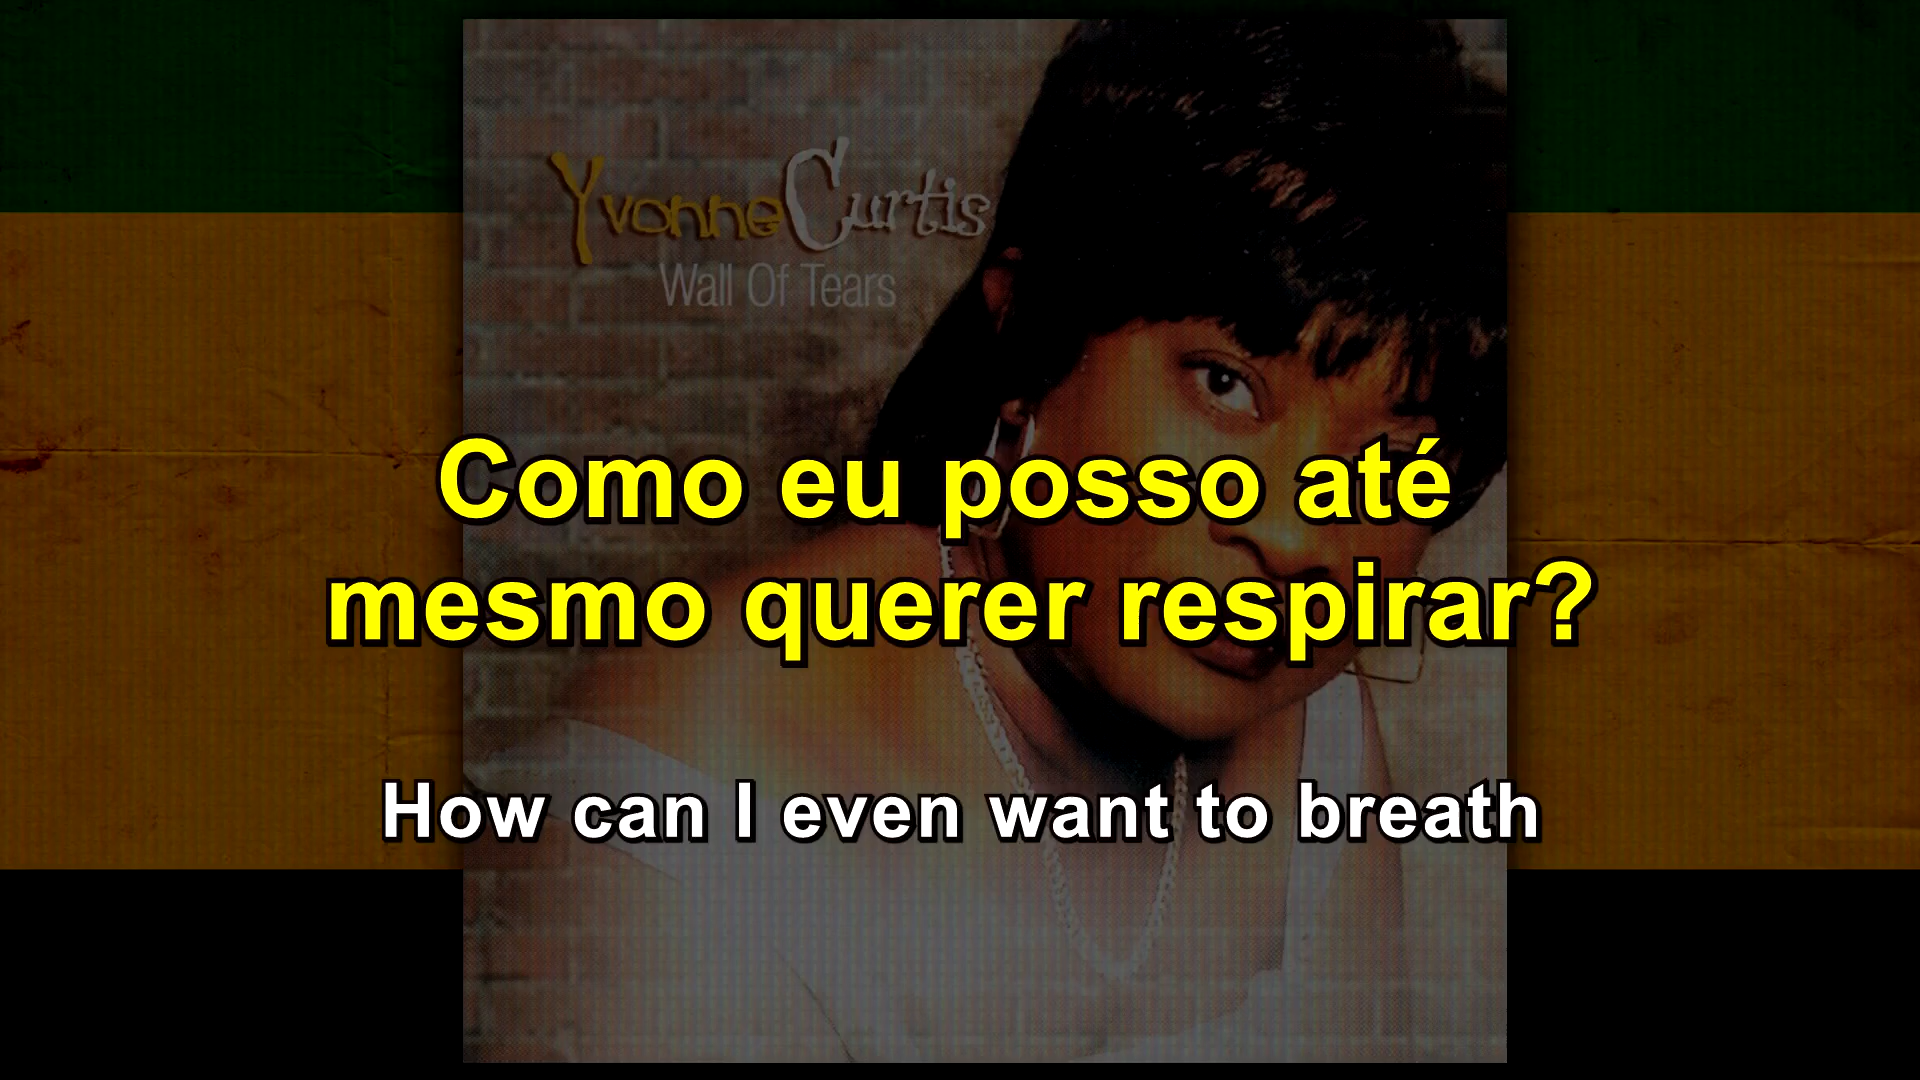 Yvonne Curtis
Wall Of Tears
Como eu posso até
mesmo querer respirar?
How can I even want to breath